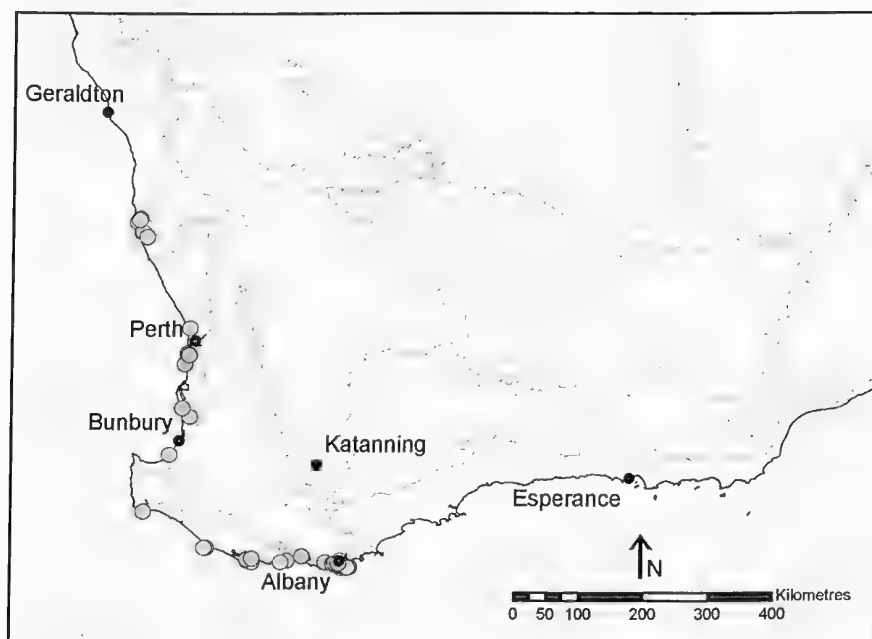 Geraldton
Perth
Bunbury
Katanning
Esperance
Albany
N
Kilometres
0 50 100 200 300 400